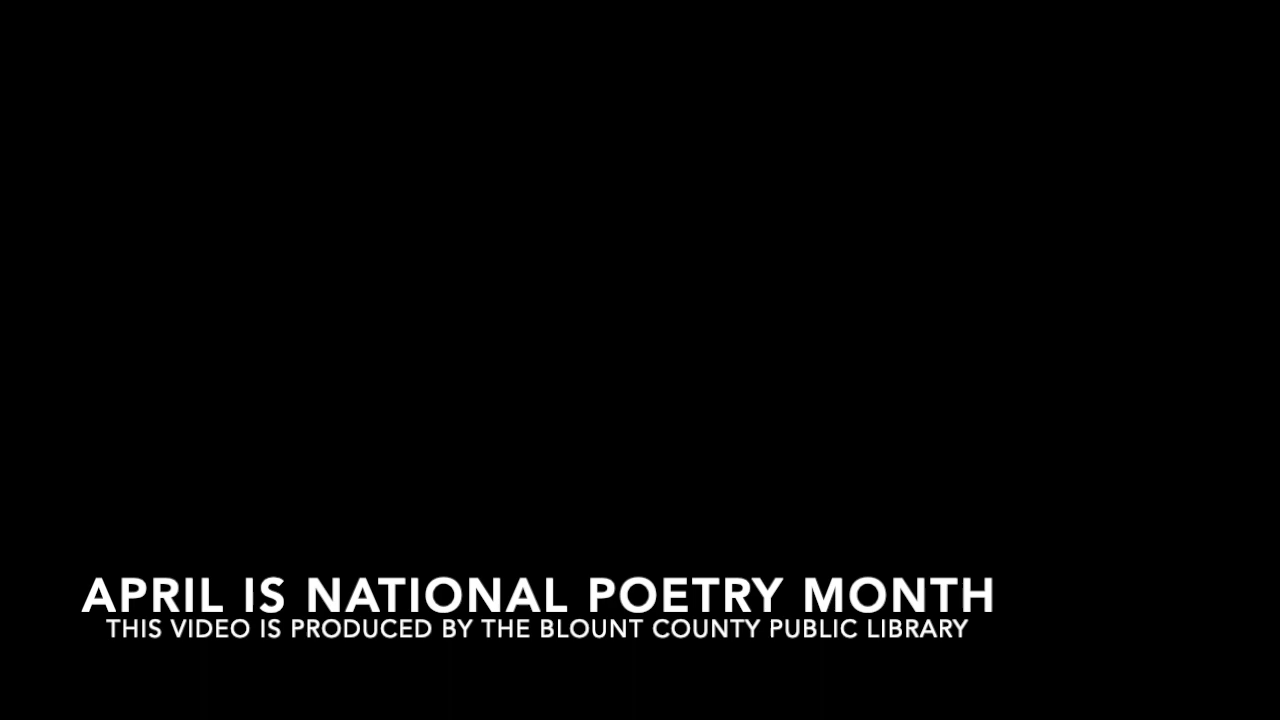 APRIL IS NATIONAL POETRY MONTH
THIS VIDEO IS PRODUCED BY THE BLOUNT COUNTY PUBLIC LIBRARY